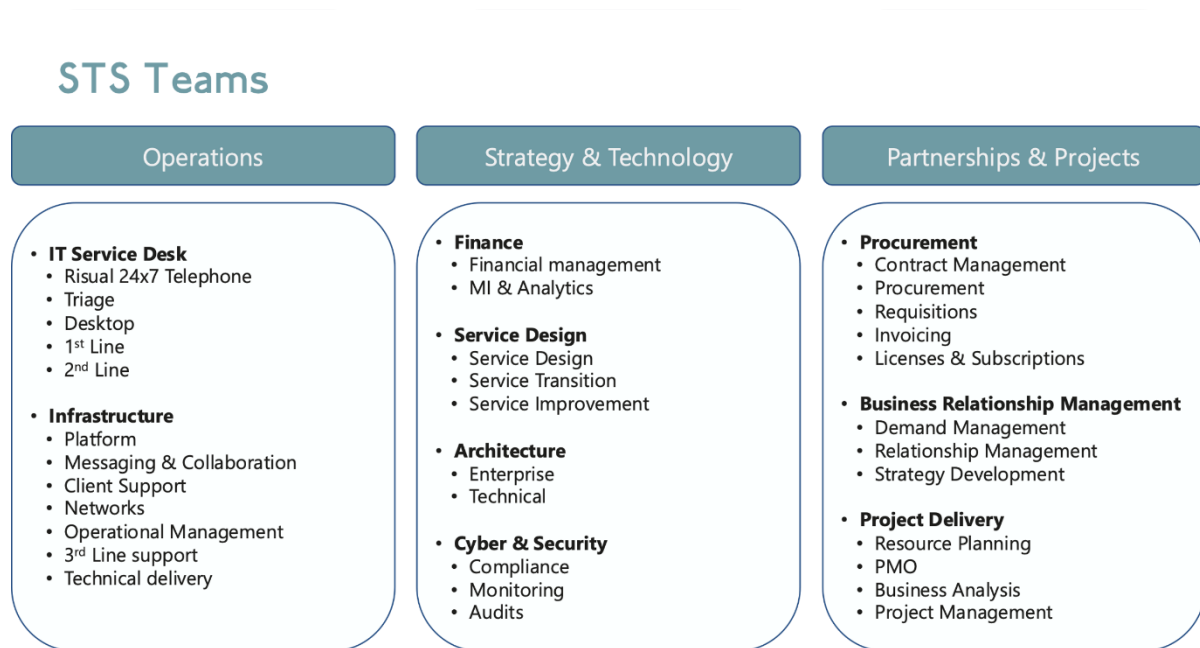 STS Teams
Operations
• IT Service Desk
• Risual 24x7 Telephone
• Triage
• Desktop
• 1st Line
• 2nd Line
• Infrastructure
• Platform
• Messaging & Collaboration
• Client Support
• Networks
• Operational Management
• 3rd Line support
• Technical delivery
Strategy & Technology
• Finance
• Financial management
• MI & Analytics
• Service Design
• Service Design
• Service Transition
• Service Improvement
• Architecture
• Enterprise
• Technical
• Cyber & Security
• Compliance
• Monitoring
• Audits
Partnerships & Projects
• Procurement
• Contract Management
• Procurement
• Requisitions
• Invoicing
• Licenses & Subscriptions
• Business Relationship Management
• Demand Management
• Relationship Management
• Strategy Development
• Project Delivery
• Resource Planning
• PMO
• Business Analysis
• Project Management